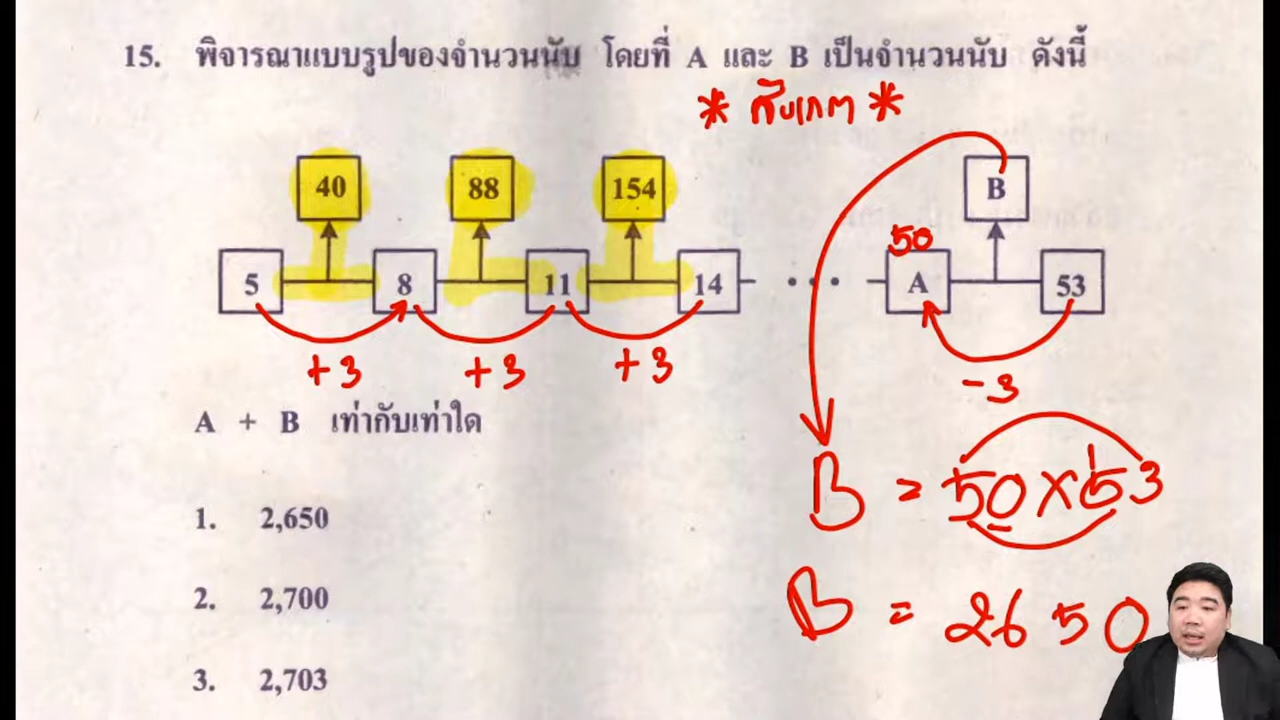 15. พิจารณาแบบรูปของจำนวนนับ โดยที่ A และ B เป็นจำนวนนับ ดังนี้
* สังเกต *
40 88 154 B
50
5 8 11 14 ... A 53
+3 +3 +3 -3
A + B เท่ากับเท่าใด
B = 50 x 53
1. 2,650
2. 2,700
B = 2650
3. 2,703